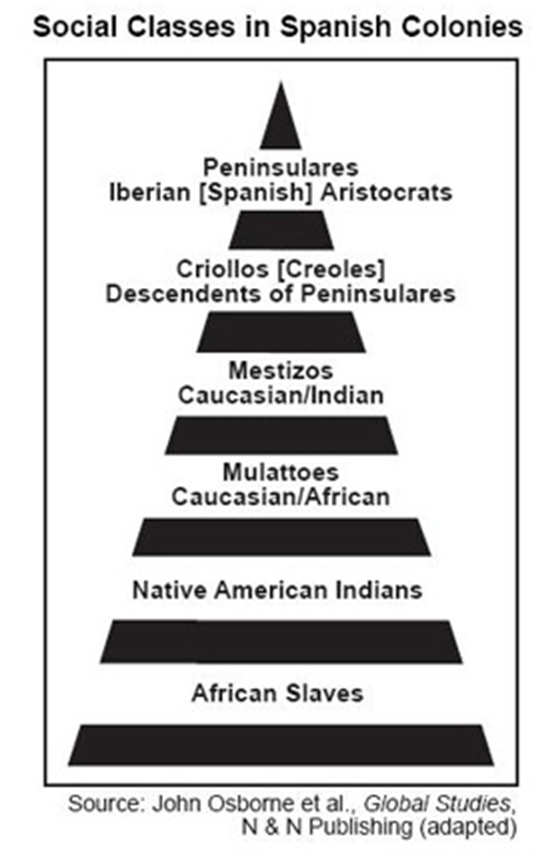 Social Classes in Spanish Colonies
Peninsulares
Iberian [Spanish] Aristocrats
Criollos [Creoles]
Descendents of Peninsulares
Mestizos
Caucasian/Indian
Mulattoes
Caucasian/African
Native American Indians
African Slaves
Source: John Osborne et al., Global Studies,
N & N Publishing (adapted)